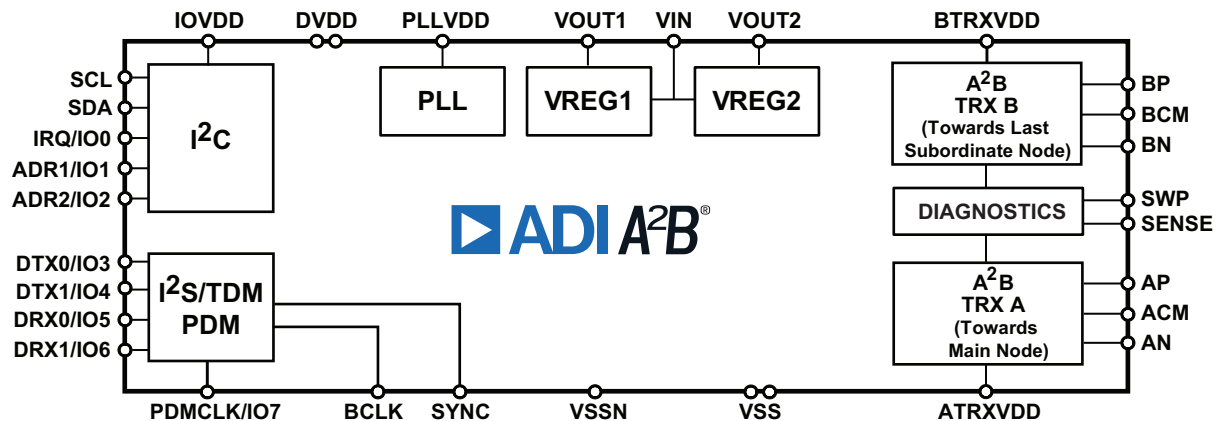 IOVDD DVDD PLLVDD VOUT1 VIN VOUT2 BTRXVDD
SCL
SDA
IRQ/IO0
ADR1/IO1
ADR2/IO2
I²C
PLL
VREG1
VREG2
A²B
TRX B
(Towards Last
Subordinate Node)
BP
BCM
BN
DIAGNOSTICS
SWP
SENSE
ADI A²B®
DTX0/IO3
DTX1/IO4
DRX0/IO5
DRX1/IO6
I²S/TDM
PDM
A²B
TRX A
(Towards
Main Node)
AP
ACM
AN
PDMCLK/IO7 BCLK SYNC VSSN VSS ATRXVDD